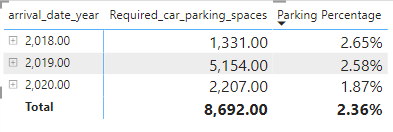 arrival_date_year Required_car_parking_spaces Parking Percentage
2,018.00 1,331.00 2.65%
2,019.00 5,154.00 2.58%
2,020.00 2,207.00 1.87%
Total 8,692.00 2.36%